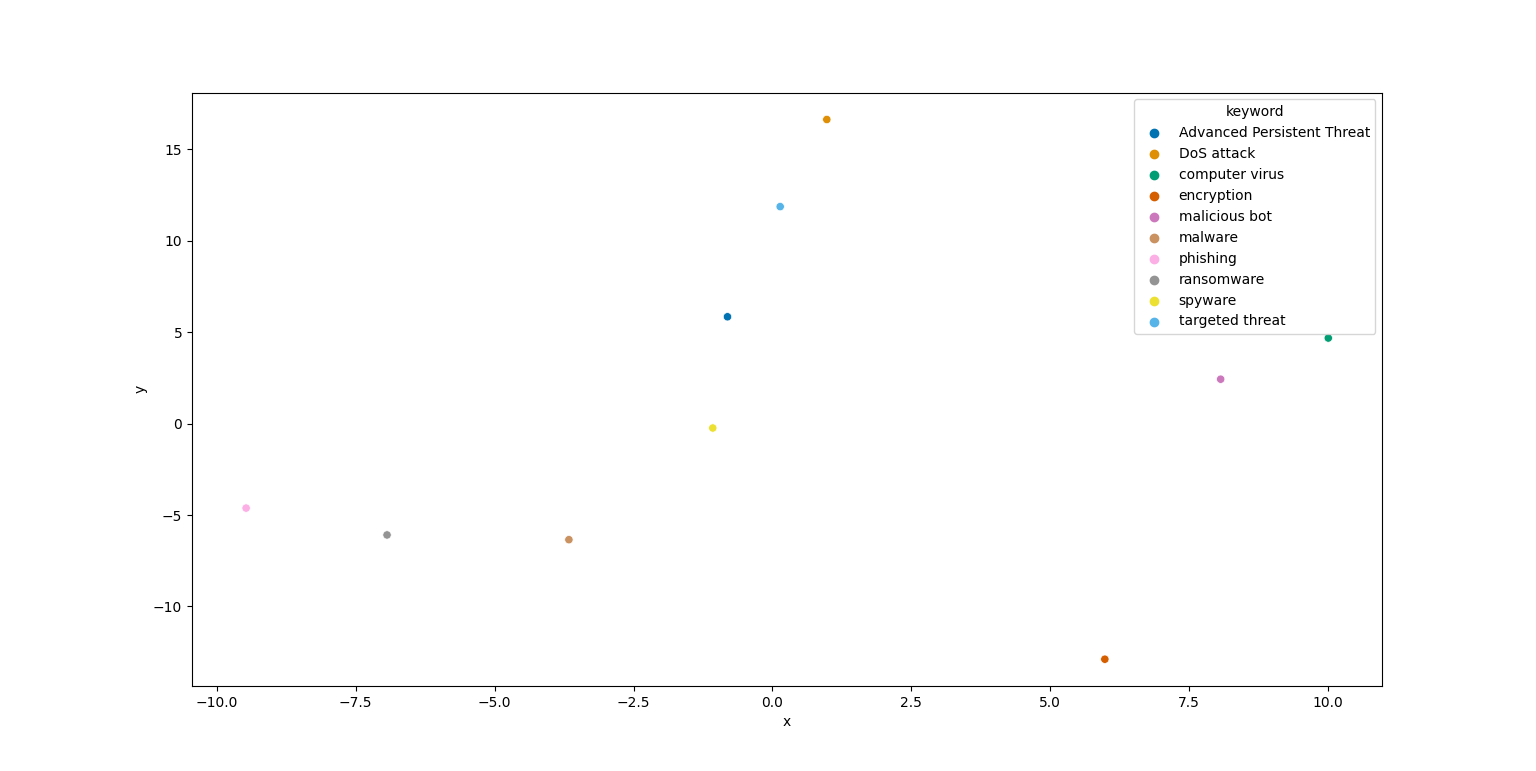 keyword
Advanced Persistent Threat
DoS attack
computer virus
encryption
malicious bot
malware
phishing
ransomware
spyware
targeted threat
15
10
5
0
−5
−10
y
−10.0 −7.5 −5.0 −2.5 0.0 2.5 5.0 7.5 10.0
x